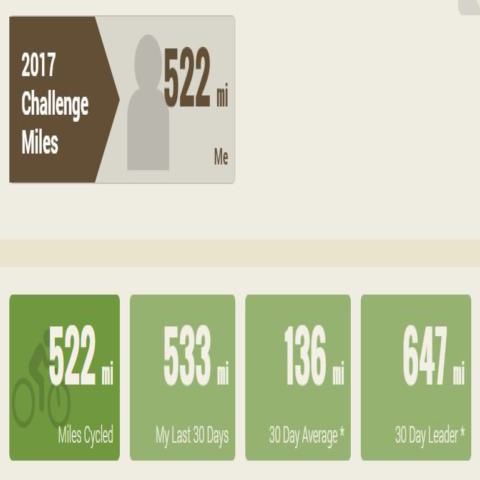 2017
Challenge
Miles
522 mi
Me
522 mi
Miles Cycled
533 mi
My Last 30 Days
136 mi
30 Day Average *
647 mi
30 Day Leader *